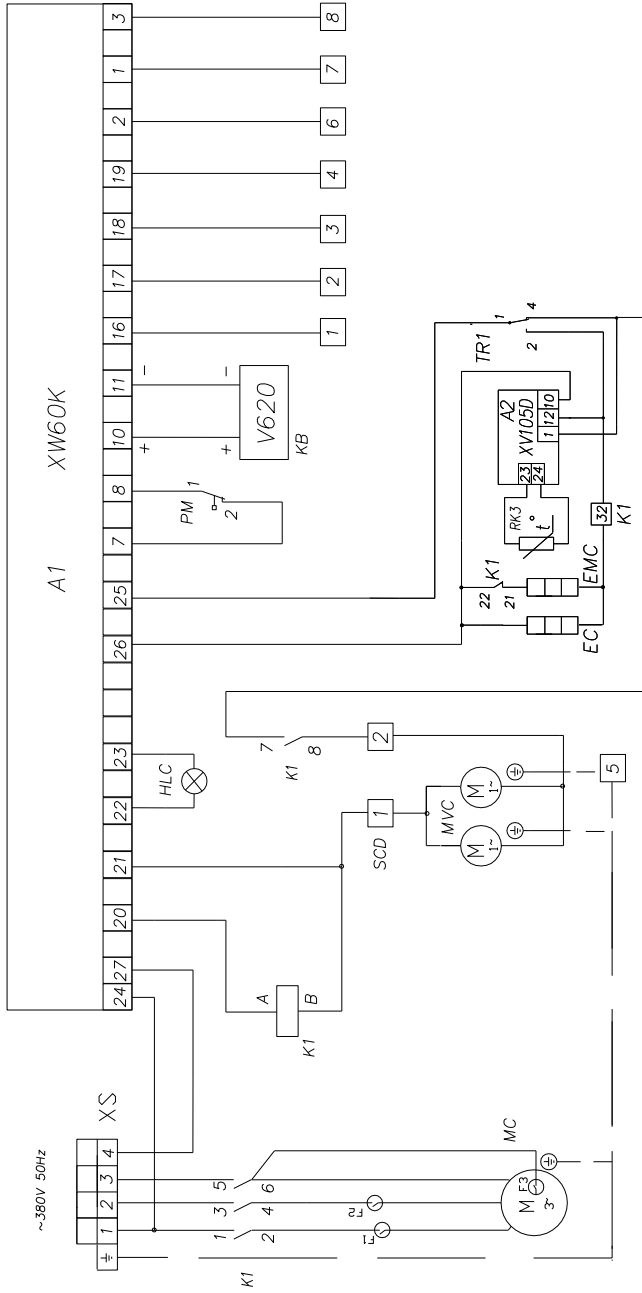 A1 XW60K
24 27 20 21 22 23 26 25 7 8 10 11 16 17 18 19 2 1 3
~380V 50Hz
XS
1 2 3 4
HLC
PM
1
2
+ −
+ −
V620
KB
1 2 3 4 6 7 8
K1
1 3 5
2 4 6
F1 F2
M
3~
F3
MC
A
B
K1
K1
7
8
SCD
1 2
MVC
M
1~
M
1~
5
TR1
1
2 4
A2
XV105D
23
24
1 12 10
RK3
t°
K1
22
21
EC
EMC
32
K1